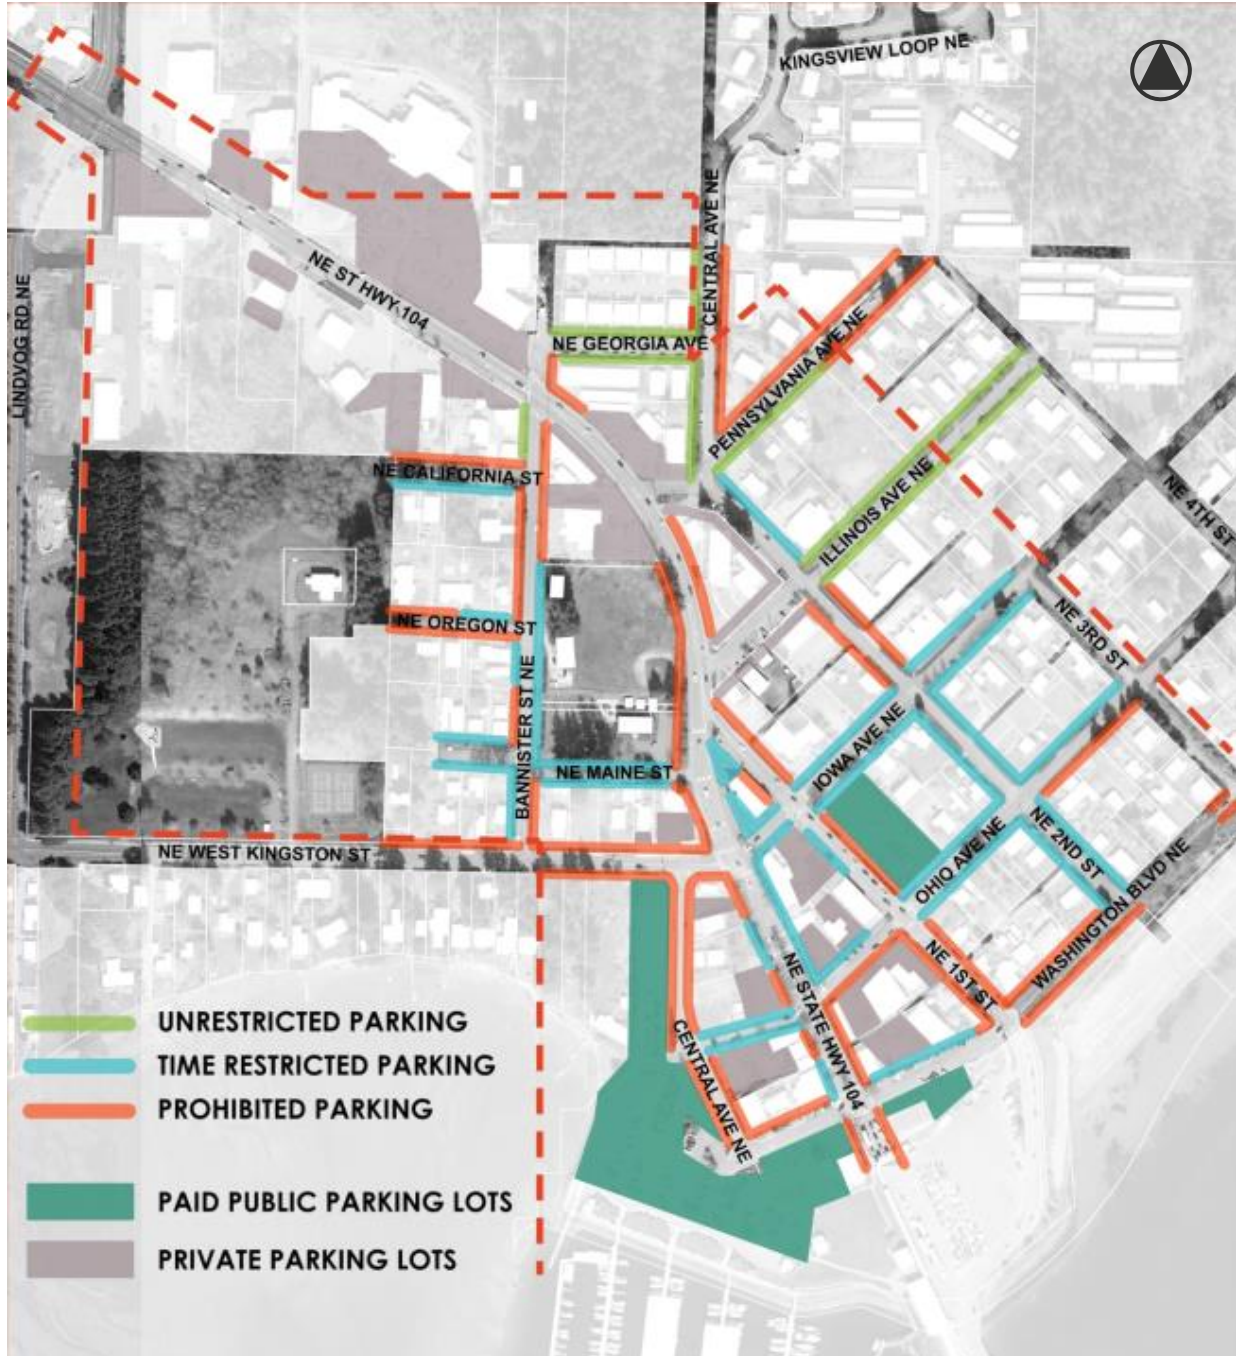 KINGSVIEW LOOP NE
CENTRAL AVE NE
LINDVOG RD NE
NE ST HWY 104
NE GEORGIA AVE
PENNSYLVANIA AVE NE
NE CALIFORNIA ST
ILLINOIS AVE NE
NE 4TH ST
NE OREGON ST
NE 3RD ST
BANNISTER ST NE
IOWA AVE NE
NE MAINE ST
NE 2ND ST
OHIO AVE NE
NE WEST KINGSTON ST
WASHINGTON BLVD NE
NE 1ST ST
NE STATE HWY 104
CENTRAL AVE NE
UNRESTRICTED PARKING
TIME RESTRICTED PARKING
PROHIBITED PARKING
PAID PUBLIC PARKING LOTS
PRIVATE PARKING LOTS